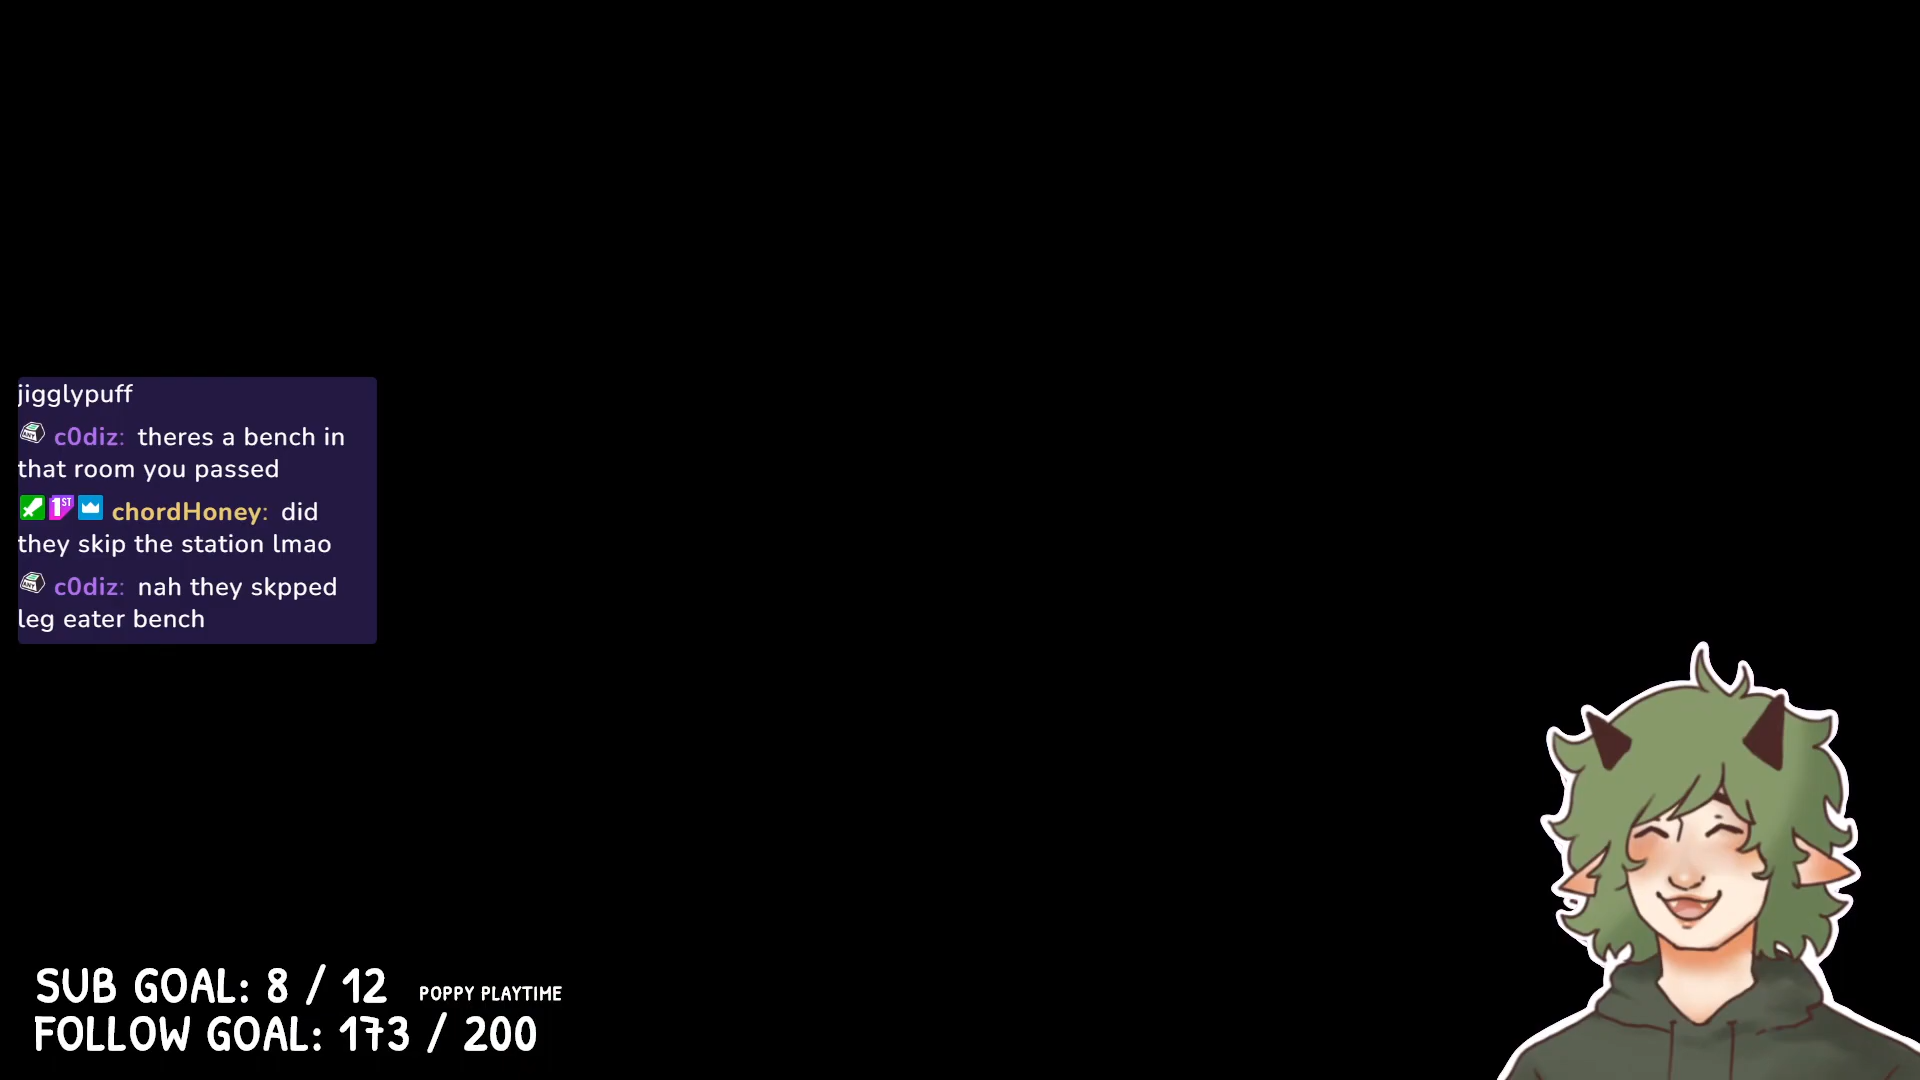 jigglypuff
c0diz: theres a bench in
that room you passed
1ST chordHoney: did
they skip the station lmao
c0diz: nah they skpped
leg eater bench
SUB GOAL: 8 / 12 POPPY PLAYTIME
FOLLOW GOAL: 173 / 200